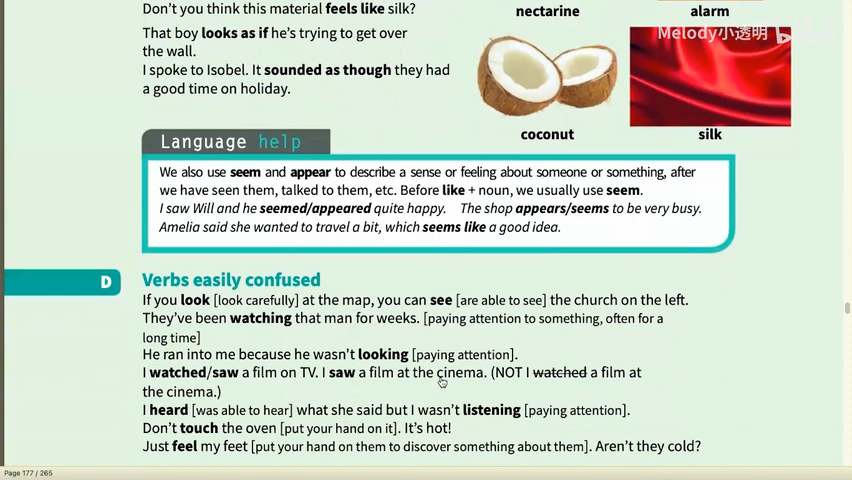 Don't you think this material feels like silk?
nectarine
alarm
Melody小透明
That boy looks as if he's trying to get over
the wall.
I spoke to Isobel. It sounded as though they had
a good time on holiday.
coconut
silk
Language help
We also use seem and appear to describe a sense or feeling about someone or something, after
we have seen them, talked to them, etc. Before like + noun, we usually use seem.
I saw Will and he seemed/appeared quite happy. The shop appears/seems to be very busy.
Amelia said she wanted to travel a bit, which seems like a good idea.
D
Verbs easily confused
If you look [look carefully] at the map, you can see [are able to see] the church on the left.
They've been watching that man for weeks. [paying attention to something, often for a
long time]
He ran into me because he wasn't looking [paying attention].
I watched/saw a film on TV. I saw a film at the cinema. (NOT I watched a film at
the cinema.)
I heard [was able to hear] what she said but I wasn't listening [paying attention].
Don't touch the oven [put your hand on it]. It's hot!
Just feel my feet [put your hand on them to discover something about them]. Aren't they cold?
Page 177 / 265